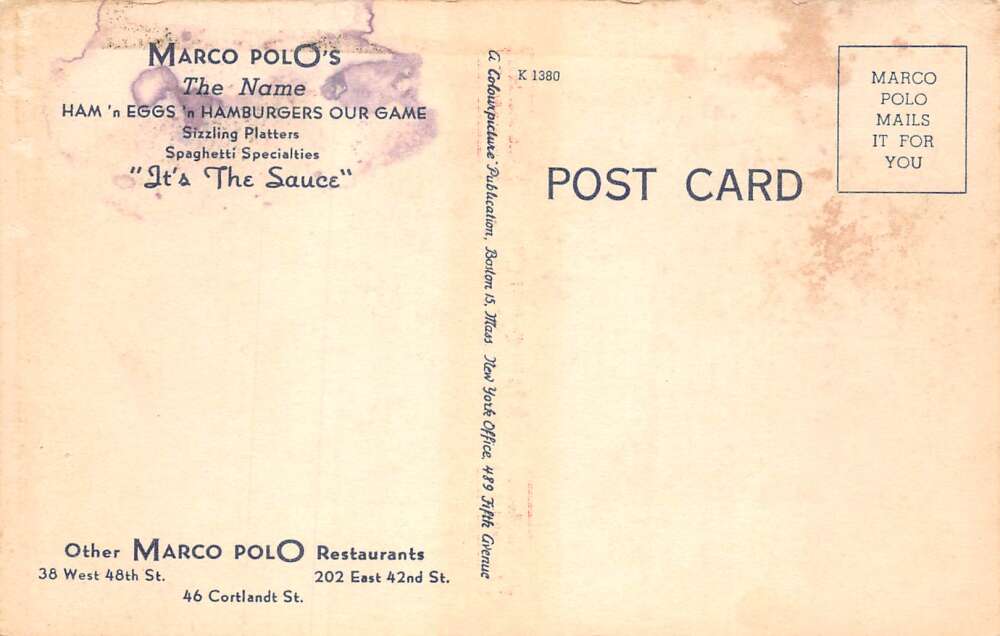 MARCO POLO'S
The Name
HAM 'n EGGS 'n HAMBURGERS OUR GAME
Sizzling Platters
Spaghetti Specialties
"It's The Sauce"
Other MARCO POLO Restaurants
38 West 48th St. 202 East 42nd St.
46 Cortlandt St.
A Colourpicture Publication, Boston 15, Mass New York Office, 489 Fifth Avenue
K 1380
POST CARD
MARCO
POLO
MAILS
IT FOR
YOU